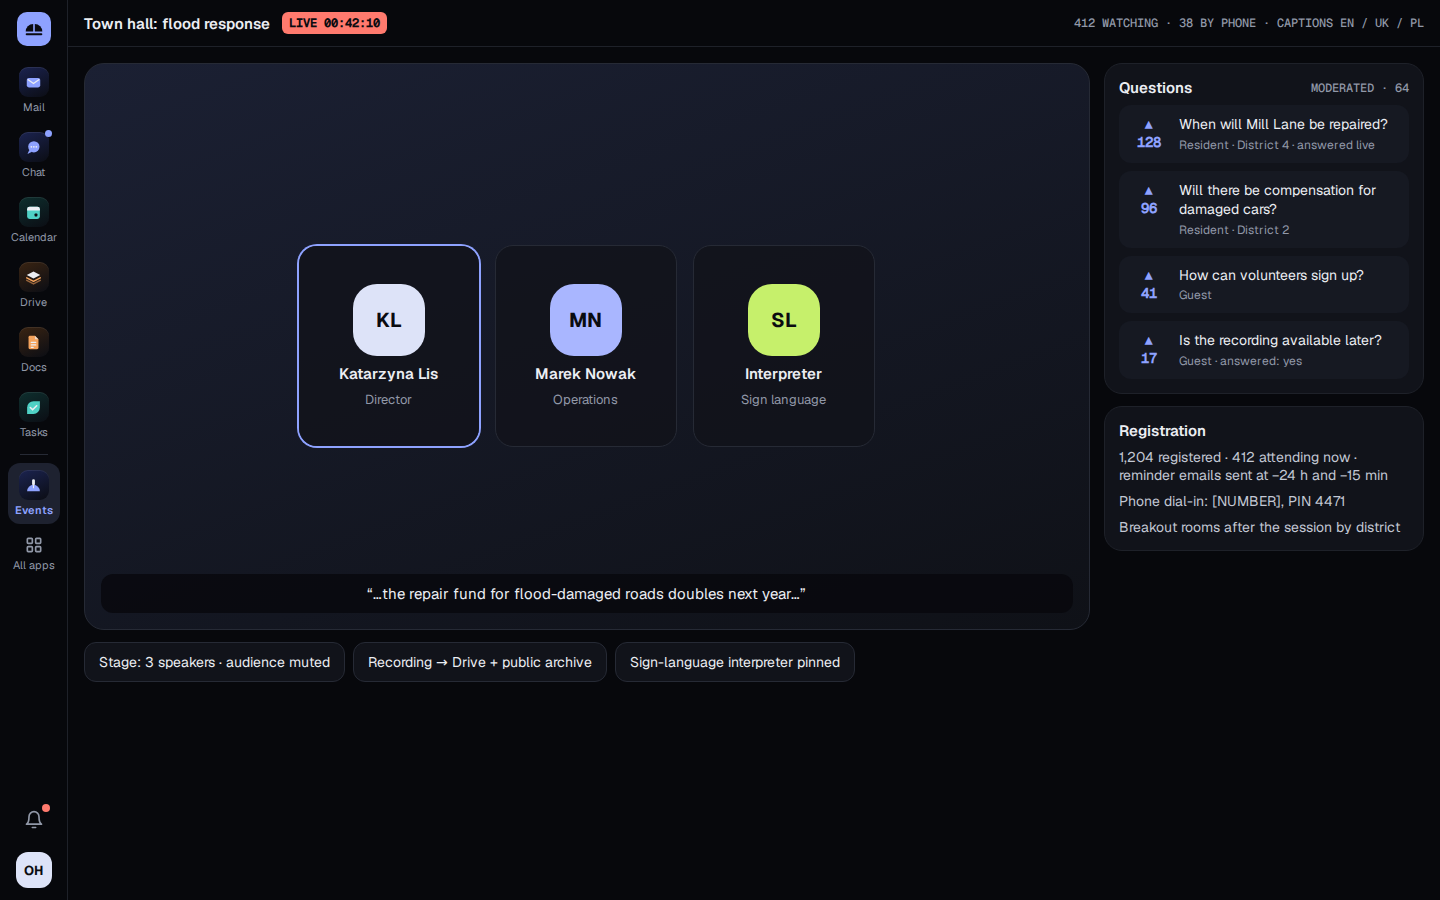 Town hall: flood response
LIVE 00:42:10
412 WATCHING · 38 BY PHONE · CAPTIONS EN / UK / PL
Mail
Chat
Calendar
Drive
Docs
Tasks
Events
All apps
OH
KL
Katarzyna Lis
Director
MN
Marek Nowak
Operations
SL
Interpreter
Sign language
“…the repair fund for flood-damaged roads doubles next year…”
Stage: 3 speakers · audience muted
Recording → Drive + public archive
Sign-language interpreter pinned
Questions
MODERATED · 64
▲
128
When will Mill Lane be repaired?
Resident · District 4 · answered live
▲
96
Will there be compensation for
damaged cars?
Resident · District 2
▲
41
How can volunteers sign up?
Guest
▲
17
Is the recording available later?
Guest · answered: yes
Registration
1,204 registered · 412 attending now ·
reminder emails sent at −24 h and −15 min
Phone dial-in: [NUMBER], PIN 4471
Breakout rooms after the session by district